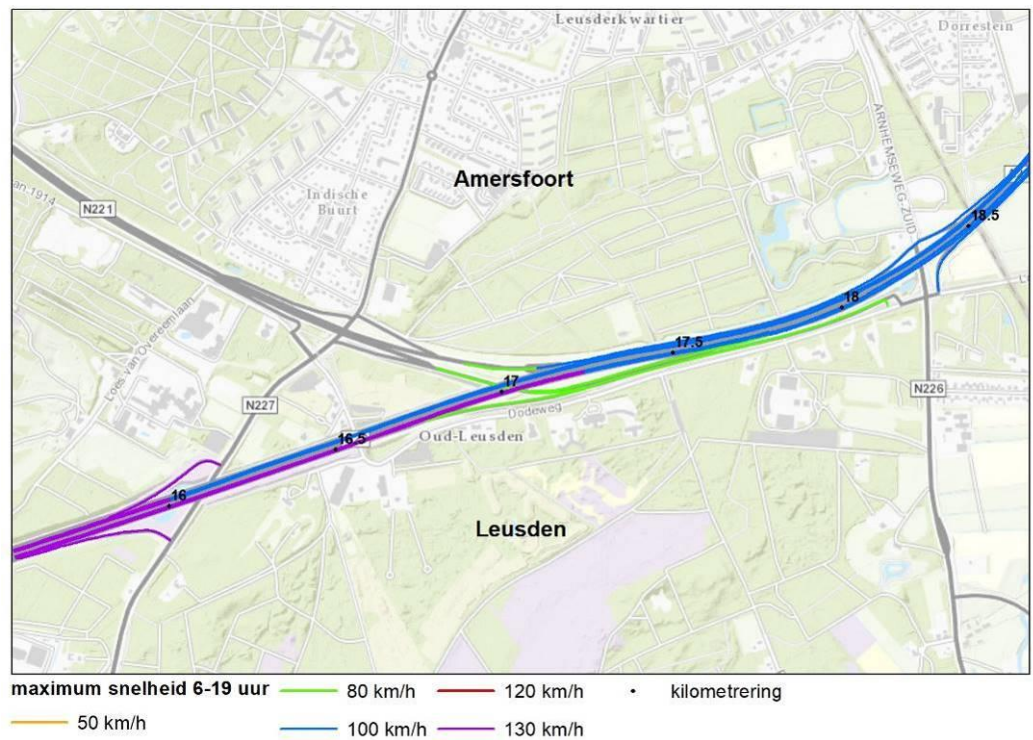 Leusderkwartier
Dorrestein
ARNHEMSEWEG-ZUID
Amersfoort
an-1914
N221
Indische
Buurt
18.5
18
Loes van Overeemlaan
17.5
17
N226
N227
Dodeweg
16.5
Oud-Leusden
16
Leusden
maximum snelheid 6-19 uur
80 km/h
120 km/h
kilometrering
50 km/h
100 km/h
130 km/h